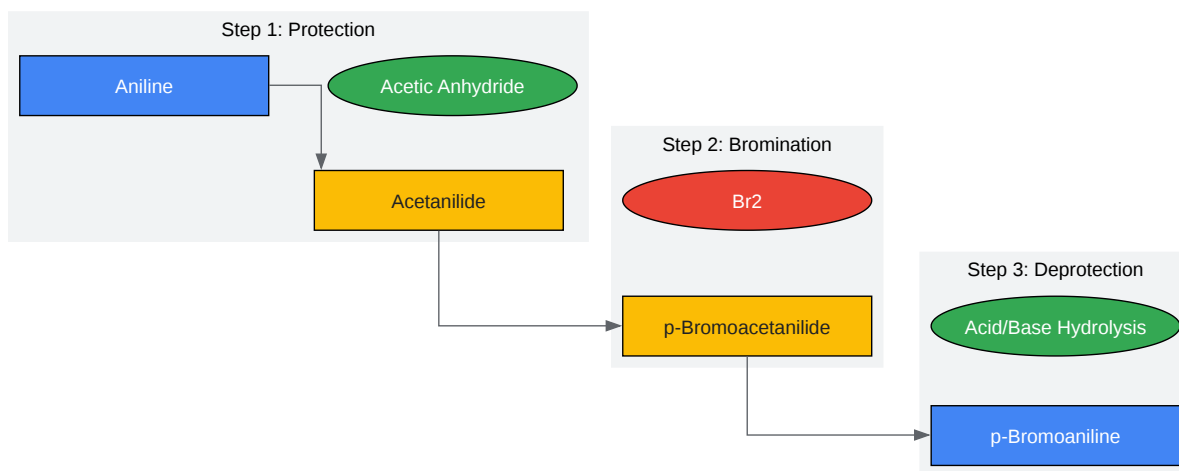 Step 1: Protection
Aniline
Acetic Anhydride
Acetanilide
Step 2: Bromination
Br2
p-Bromoacetanilide
Step 3: Deprotection
Acid/Base Hydrolysis
p-Bromoaniline